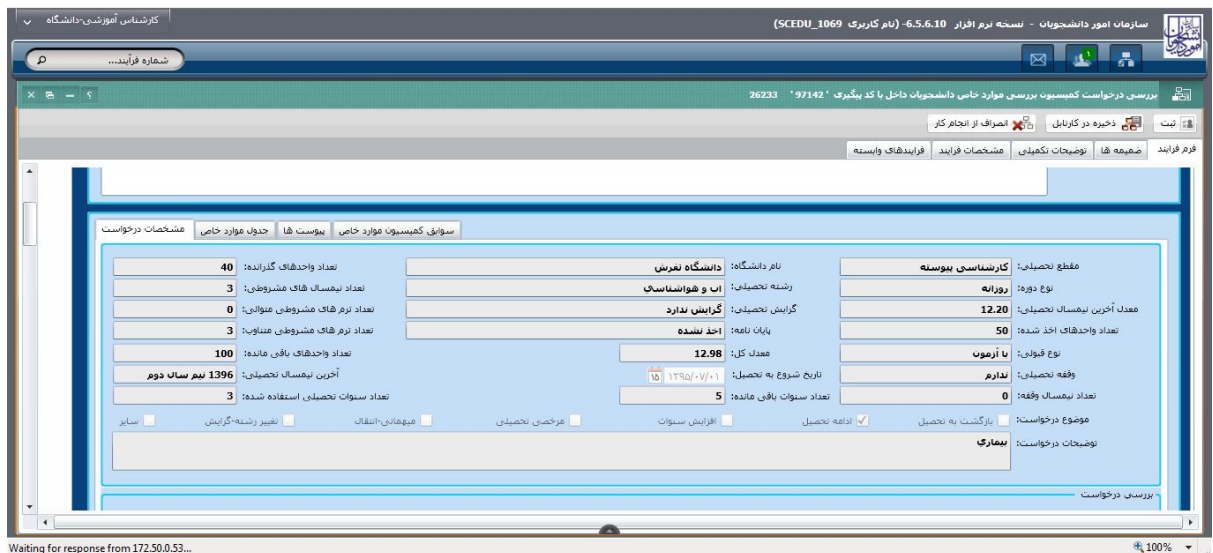 سازمان امور دانشجویان - نسخه نرم افزار 6.5.6.10- (نام کاربری SCEDU_1069) کارشناس آموزشی-دانشگاه
شماره فرآیند...
1
بررسی درخواست کمیسیون بررسی موارد خاص دانشجویان داخل با کد پیگیری ' 97142 ' 26233
ثبت ذخیره در کارتابل انصراف از انجام کار
فرم فرایند ضمیمه ها توضیحات تکمیلی مشخصات فرایند فرایندهای وابسته
سوابق کمیسیون موارد خاص پیوست ها جدول موارد خاص مشخصات درخواست
مقطع تحصیلی: کارشناسی پیوسته نام دانشگاه: دانشگاه تفرش تعداد واحدهای گذرانده: 40
نوع دوره: روزانه رشته تحصیلی: اب و هواشناسي تعداد نیمسال های مشروطی: 3
معدل آخرین نیمسال تحصیلی: 12.20 گرایش تحصیلی: گرایش ندارد تعداد ترم های مشروطی متوالی: 0
تعداد واحدهای اخذ شده: 50 پایان نامه: اخذ نشده تعداد ترم های مشروطی متناوب: 3
نوع قبولی: با آزمون معدل کل: 12.98 تعداد واحدهای باقی مانده: 100
وقفه تحصیلی: ندارم تاریخ شروع به تحصیل: ۱۳۹۵/۰۷/۰۱ ۱۵ آخرین نیمسال تحصیلی: 1396 نیم سال دوم
تعداد نیمسال وقفه: 0 تعداد سنوات باقی مانده: 5 تعداد سنوات تحصیلی استفاده شده: 3
موضوع درخواست: بازگشت به تحصیل ادامه تحصیل افزایش سنوات مرخصی تحصیلی میهمانی-انتقال تغییر رشته-گرایش سایر
توضیحات درخواست: بیماري
بررسی درخواست
Waiting for response from 172.50.0.53... 100%